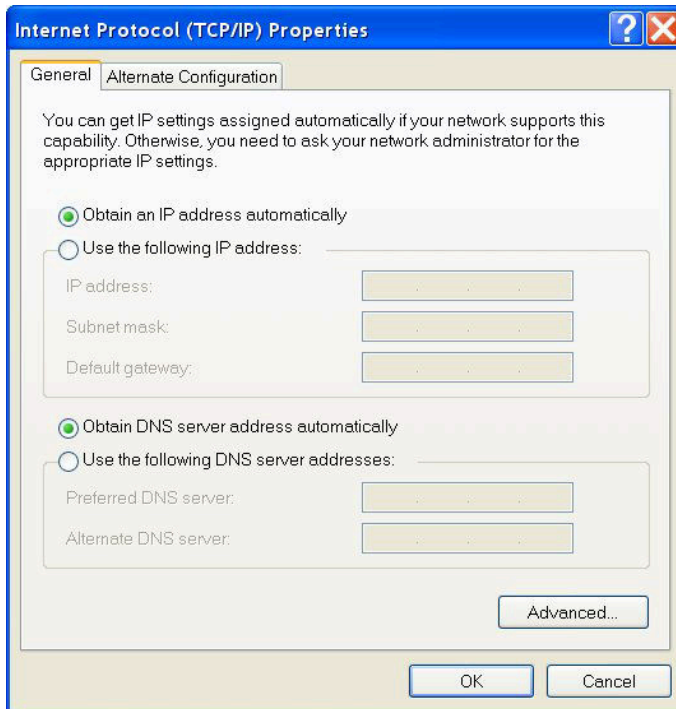 Internet Protocol (TCP/IP) Properties
General
Alternate Configuration
You can get IP settings assigned automatically if your network supports this
capability. Otherwise, you need to ask your network administrator for the
appropriate IP settings.
Obtain an IP address automatically
Use the following IP address:
IP address:
Subnet mask:
Default gateway:
Obtain DNS server address automatically
Use the following DNS server addresses:
Preferred DNS server:
Alternate DNS server:
Advanced...
OK
Cancel